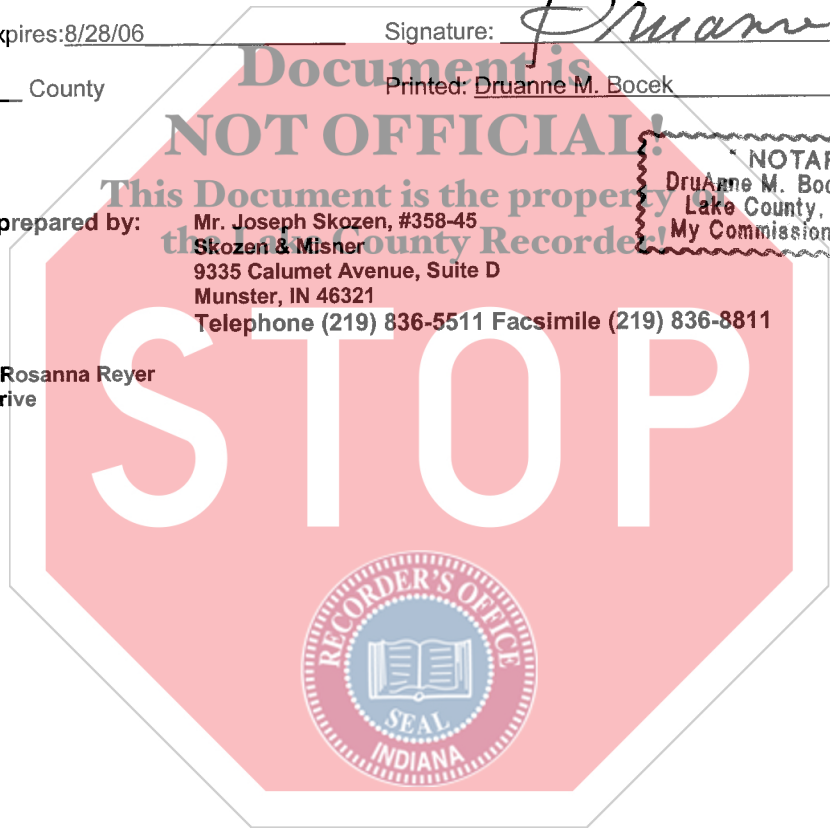 xpires:8/28/06 Signature: Druanne
County Printed: Druanne M. Bocek
Document is
NOT OFFICIAL!
This Document is the property of
the Lake County Recorder!
NOTAR
DruAnne M. Boc
Lake County,
My Commission
prepared by: Mr. Joseph Skozen, #358-45
Skozen & Misner
9335 Calumet Avenue, Suite D
Munster, IN 46321
Telephone (219) 836-5511 Facsimile (219) 836-8811
Rosanna Reyer
rive
STOP
RECORDER'S OFFICE
SEAL
INDIANA